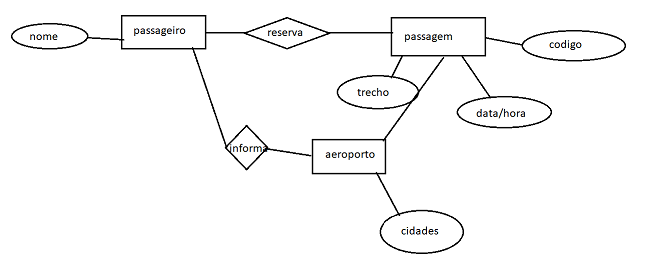 nome
passageiro
reserva
passagem
codigo
trecho
data/hora
informa
aeroporto
cidades